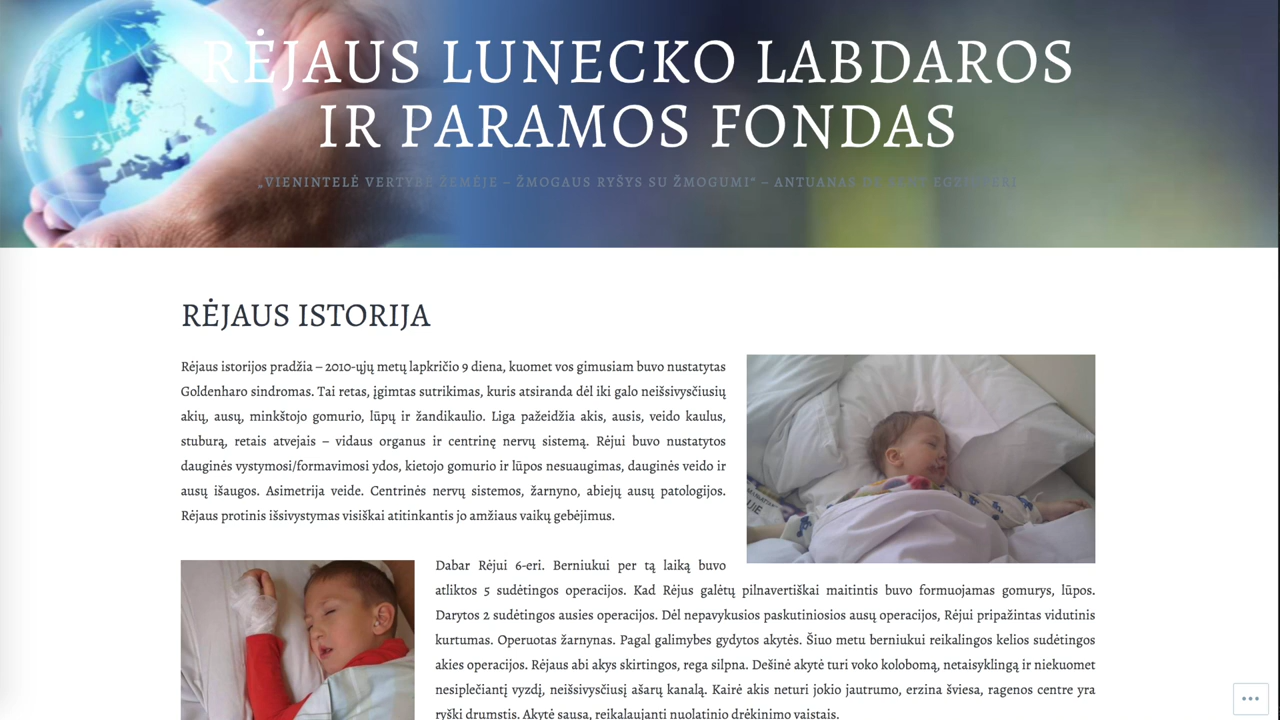 RĖJAUS LUNECKO LABDAROS
IR PARAMOS FONDAS
„VIENINTELĖ VERTYBĖ ŽEMĖJE – ŽMOGAUS RYŠYS SU ŽMOGUMI“ – ANTUANAS DE SENT EGZIUPERI
RĖJAUS ISTORIJA
Rėjaus istorijos pradžia – 2010-ųjų metų lapkričio 9 diena, kuomet vos gimusiam buvo nustatytas
Goldenharo sindromas. Tai retas, įgimtas sutrikimas, kuris atsiranda dėl iki galo neišsivysčiusių
akių, ausų, minkštojo gomurio, lūpų ir žandikaulio. Liga pažeidžia akis, ausis, veido kaulus,
stuburą, retais atvejais – vidaus organus ir centrinę nervų sistemą. Rėjui buvo nustatytos
dauginės vystymosi/formavimosi ydos, kietojo gomurio ir lūpos nesuaugimas, dauginės veido ir
ausų išaugos. Asimetrija veide. Centrinės nervų sistemos, žarnyno, abiejų ausų patologijos.
Rėjaus protinis išsivystymas visiškai atitinkantis jo amžiaus vaikų gebėjimus.
Dabar Rėjui 6-eri. Berniukui per tą laiką buvo
atliktos 5 sudėtingos operacijos. Kad Rėjus galėtų pilnavertiškai maitintis buvo formuojamas gomurys, lūpos.
Darytos 2 sudėtingos ausies operacijos. Dėl nepavykusios paskutiniosios ausų operacijos, Rėjui pripažintas vidutinis
kurtumas. Operuotas žarnynas. Pagal galimybes gydytos akytės. Šiuo metu berniukui reikalingos kelios sudėtingos
akies operacijos. Rėjaus abi akys skirtingos, rega silpna. Dešinė akytė turi voko kolobomą, netaisyklingą ir niekuomet
nesiplečiantį vyzdį, neišsivysčiusį ašarų kanalą. Kairė akis neturi jokio jautrumo, erzina šviesa, ragenos centre yra
ryški drumstis. Akytė sausa, reikalaujanti nuolatinio drėkinimo vaistais.